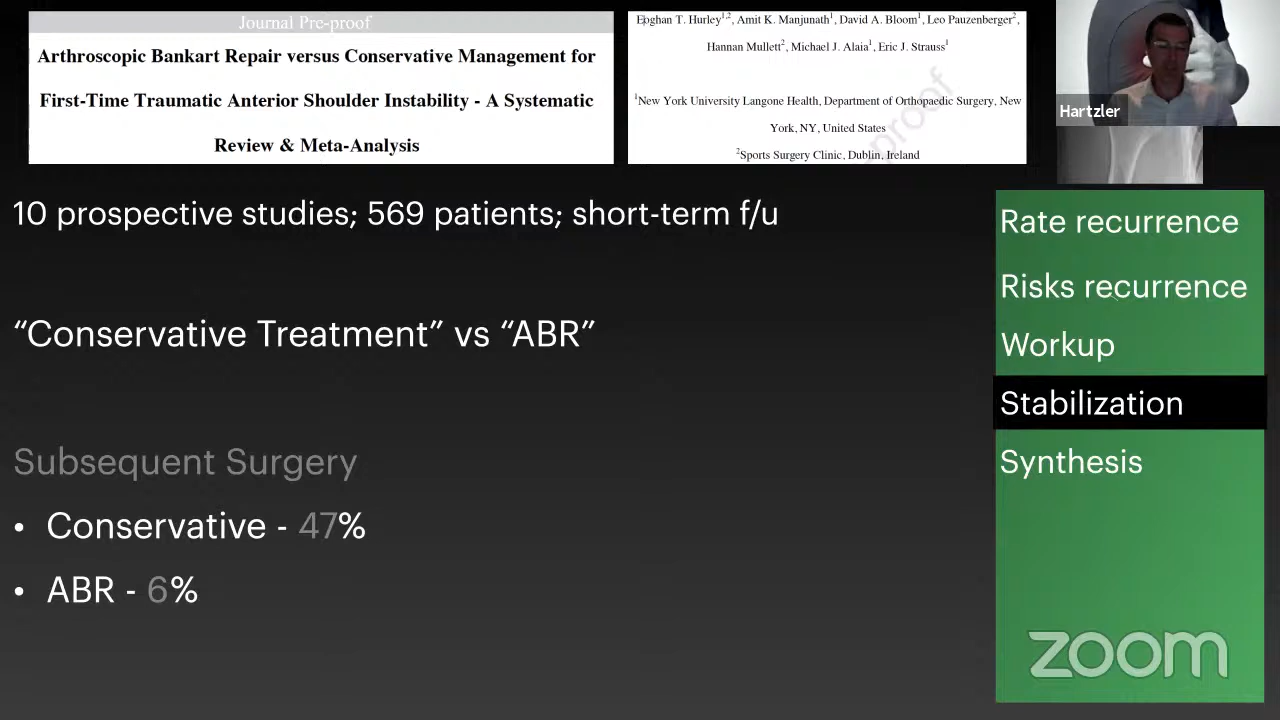 Journal Pre-proof
Arthroscopic Bankart Repair versus Conservative Management for
First-Time Traumatic Anterior Shoulder Instability - A Systematic
Review & Meta-Analysis
Eoghan T. Hurley1,2, Amit K. Manjunath1, David A. Bloom1, Leo Pauzenberger2,
Hannan Mullett2, Michael J. Alaia1, Eric J. Strauss1
1New York University Langone Health, Department of Orthopaedic Surgery, New
York, NY, United States
2Sports Surgery Clinic, Dublin, Ireland
proof
Hartzler
10 prospective studies; 569 patients; short-term f/u
“Conservative Treatment” vs “ABR”
Subsequent Surgery
• Conservative - 47%
• ABR - 6%
Rate recurrence
Risks recurrence
Workup
Stabilization
Synthesis
zoom